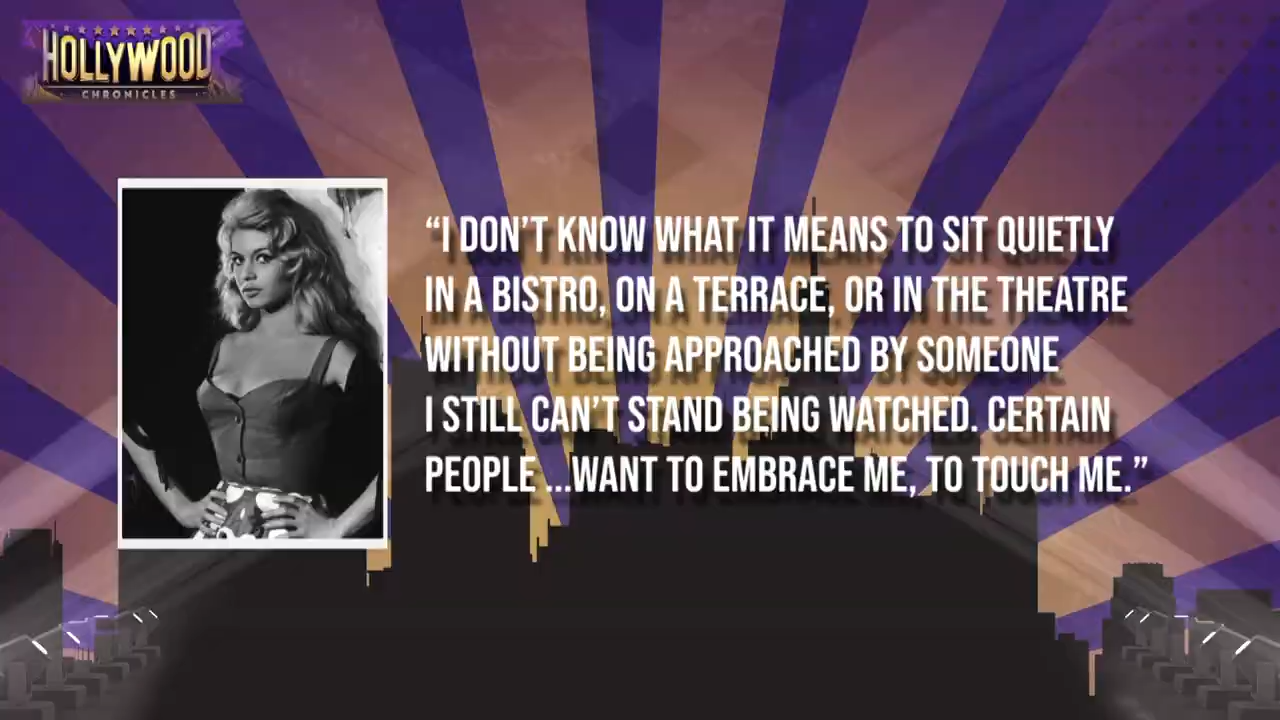 HOLLYWOOD
CHRONICLES
“I DON’T KNOW WHAT IT MEANS TO SIT QUIETLY
IN A BISTRO, ON A TERRACE, OR IN THE THEATRE
WITHOUT BEING APPROACHED BY SOMEONE
I STILL CAN’T STAND BEING WATCHED. CERTAIN
PEOPLE ...WANT TO EMBRACE ME, TO TOUCH ME.”